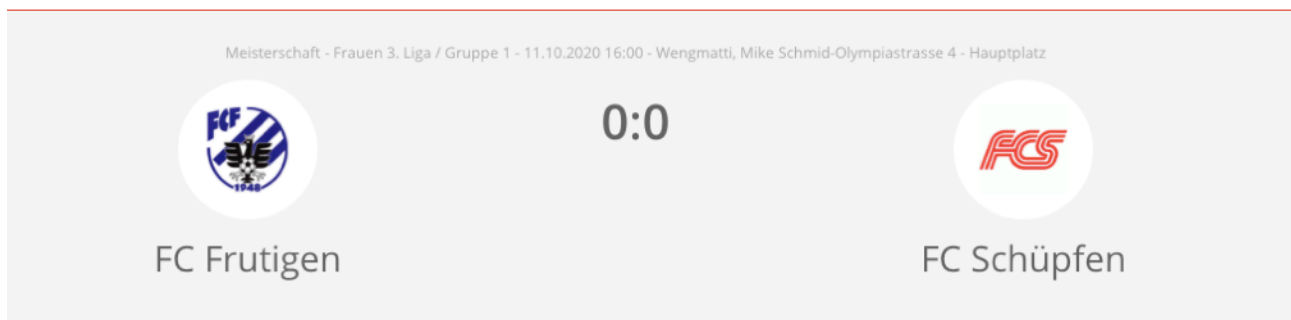 Meisterschaft - Frauen 3. Liga / Gruppe 1 - 11.10.2020 16:00 - Wengmatti, Mike Schmid-Olympiastrasse 4 - Hauptplatz
0:0
FCF
1948
FCS
FC Frutigen
FC Schüpfen